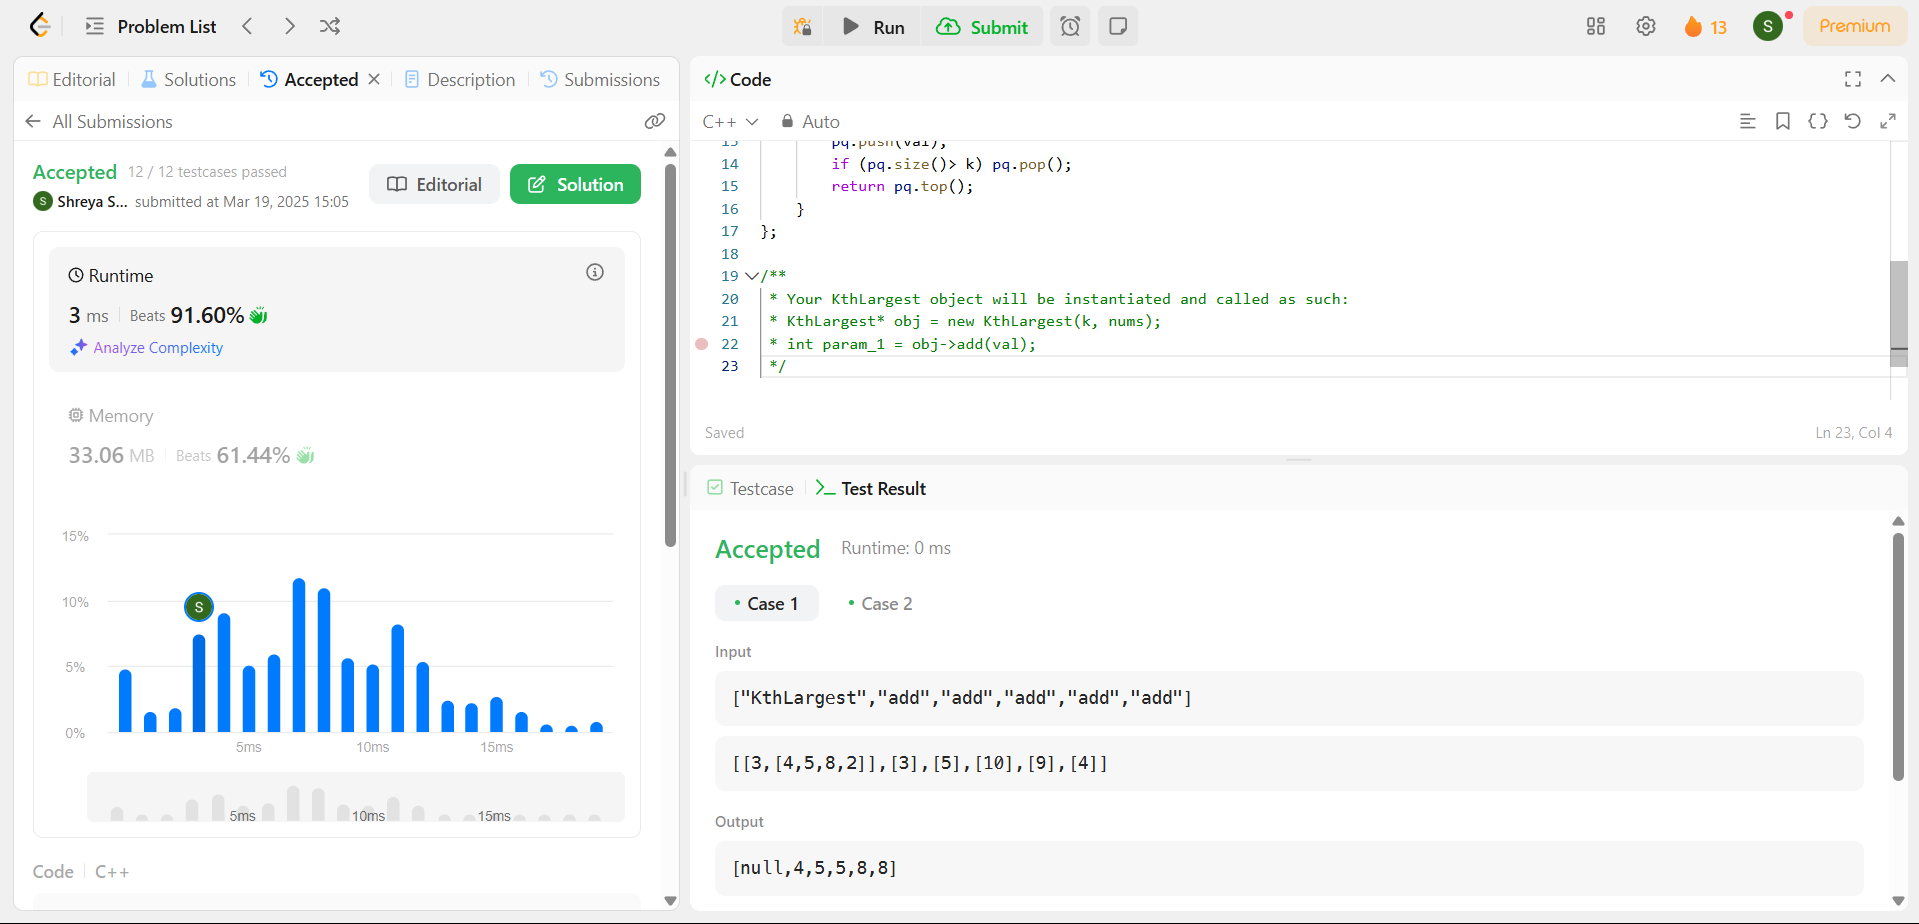 Problem List
Run
Submit
13
S
Premium
Editorial
Solutions
Accepted
Description
Submissions
All Submissions
Accepted 12 / 12 testcases passed
S Shreya S... submitted at Mar 19, 2025 15:05
Editorial
Solution
Runtime
3 ms Beats 91.60%
Analyze Complexity
Memory
33.06 MB Beats 61.44%
15%
10%
5%
0%
S
5ms 10ms 15ms
5ms 10ms 15ms
Code C++
</> Code
C++ Auto
13 pq.push(val);
14 if (pq.size()> k) pq.pop();
15 return pq.top();
16 }
17 };
18
19 /**
20 * Your KthLargest object will be instantiated and called as such:
21 * KthLargest* obj = new KthLargest(k, nums);
22 * int param_1 = obj->add(val);
23 */
Saved
Ln 23, Col 4
Testcase
Test Result
Accepted Runtime: 0 ms
Case 1 Case 2
Input
["KthLargest","add","add","add","add","add"]
[[3,[4,5,8,2]],[3],[5],[10],[9],[4]]
Output
[null,4,5,5,8,8]